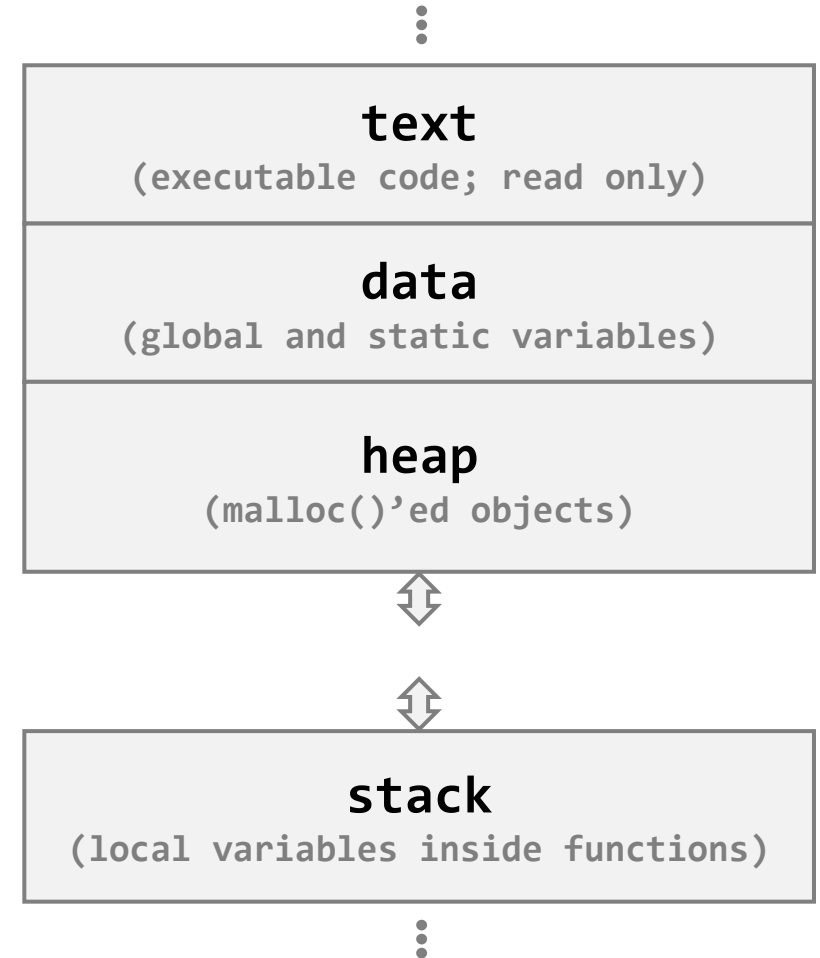 text
(executable code; read only)
data
(global and static variables)
heap
(malloc()’ed objects)
stack
(local variables inside functions)